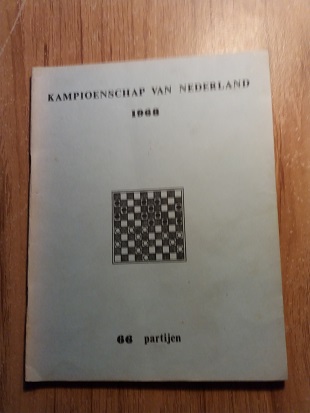 KAMPIOENSCHAP VAN NEDERLAND
1968
66 partijen